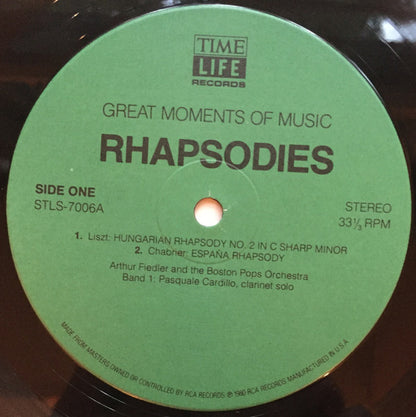 TIME
LIFE
RECORDS
GREAT MOMENTS OF MUSIC
RHAPSODIES
SIDE ONE
STLS-7006A
STEREO
33⅓ RPM
1. Liszt: HUNGARIAN RHAPSODY NO. 2 IN C SHARP MINOR
2. Chabrier: ESPAÑA RHAPSODY
Arthur Fiedler and the Boston Pops Orchestra
Band 1: Pasquale Cardillo, clarinet solo
MADE FROM MASTERS OWNED OR CONTROLLED BY RCA RECORDS ℗ 1980 RCA RECORDS MANUFACTURED IN U.S.A.